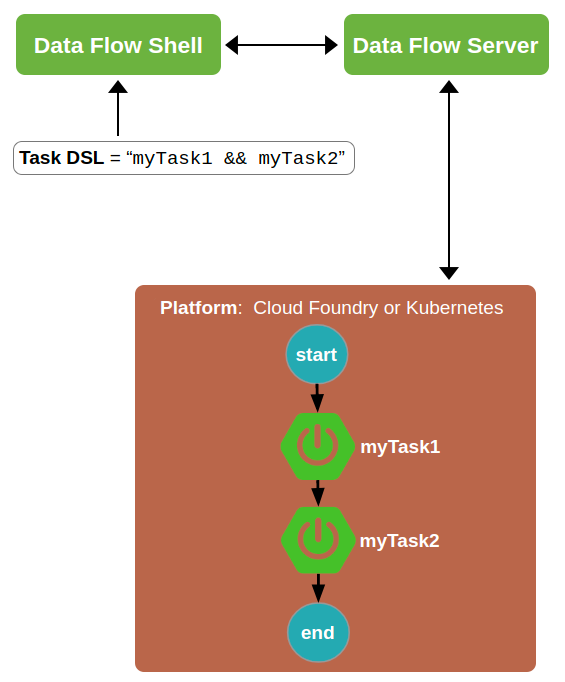 Data Flow Shell
Data Flow Server
Task DSL = “myTask1 && myTask2”
Platform:  Cloud Foundry or Kubernetes
start
myTask1
myTask2
end